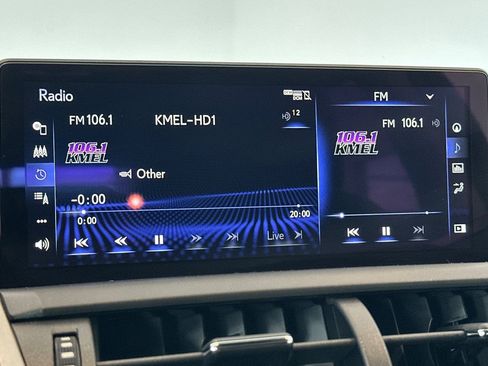 Radio
DCM
FM 106.1
KMEL-HD1
12
106.1
KMEL
Other
-0:00
0:00
20:00
Live
FM
FM 106.1
106.1
KMEL